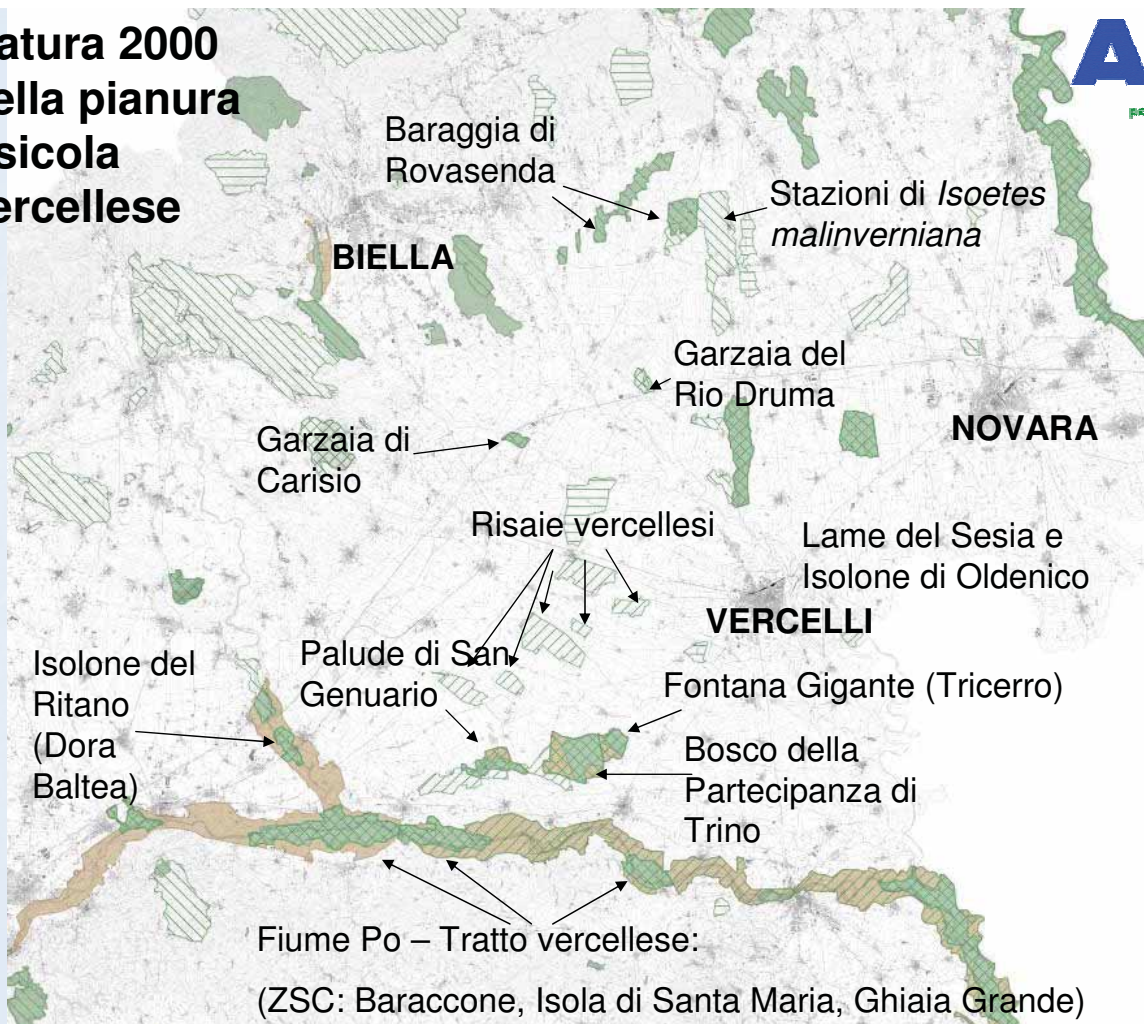 atura 2000
ella pianura
sicola
ercellese
A
Baraggia di
Rovasenda
Stazioni di Isoetes
malinverniana
BIELLA
Garzaia del
Rio Druma
NOVARA
Garzaia di
Carisio
Risaie vercellesi
Lame del Sesia e
Isolone di Oldenico
VERCELLI
Isolone del
Ritano
(Dora
Baltea)
Palude di San
Genuario
Fontana Gigante (Tricerro)
Bosco della
Partecipanza di
Trino
Fiume Po – Tratto vercellese:
(ZSC: Baraccone, Isola di Santa Maria, Ghiaia Grande)